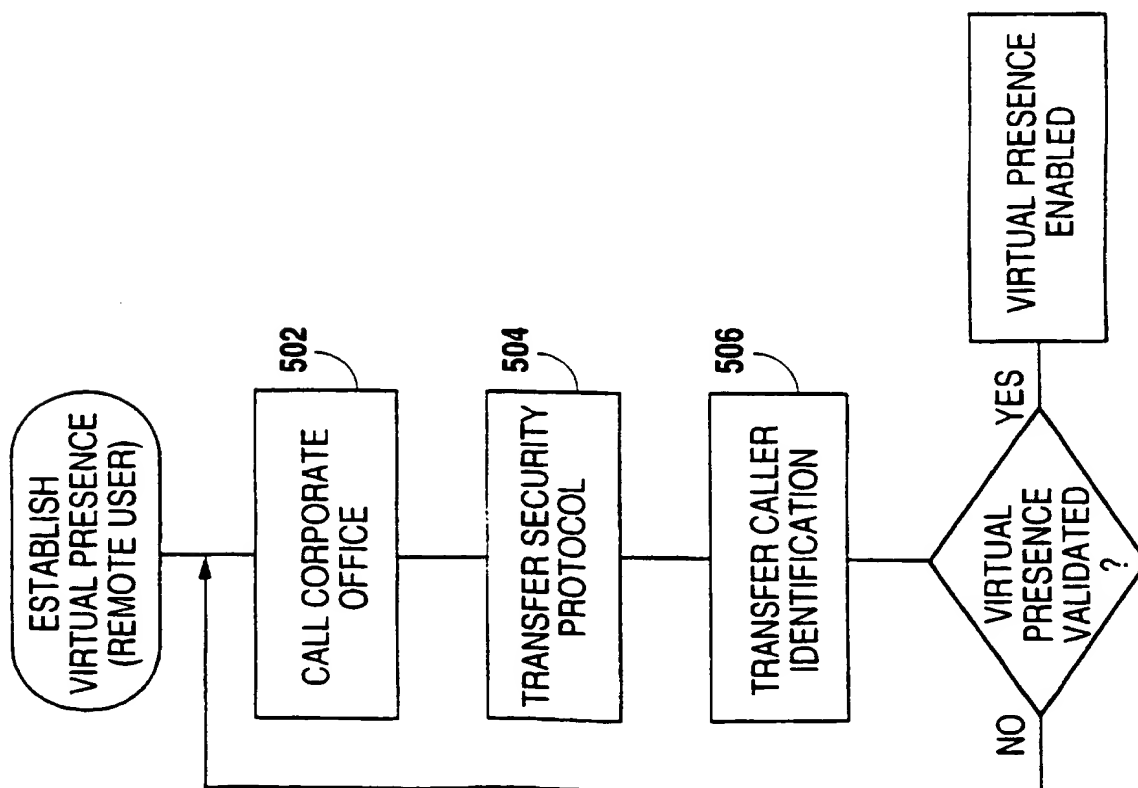 ESTABLISH
VIRTUAL PRESENCE
(REMOTE USER)
502
CALL CORPORATE
OFFICE
504
TRANSFER SECURITY
PROTOCOL
506
TRANSFER CALLER
IDENTIFICATION
VIRTUAL
PRESENCE
VALIDATED
?
NO
YES
VIRTUAL PRESENCE
ENABLED